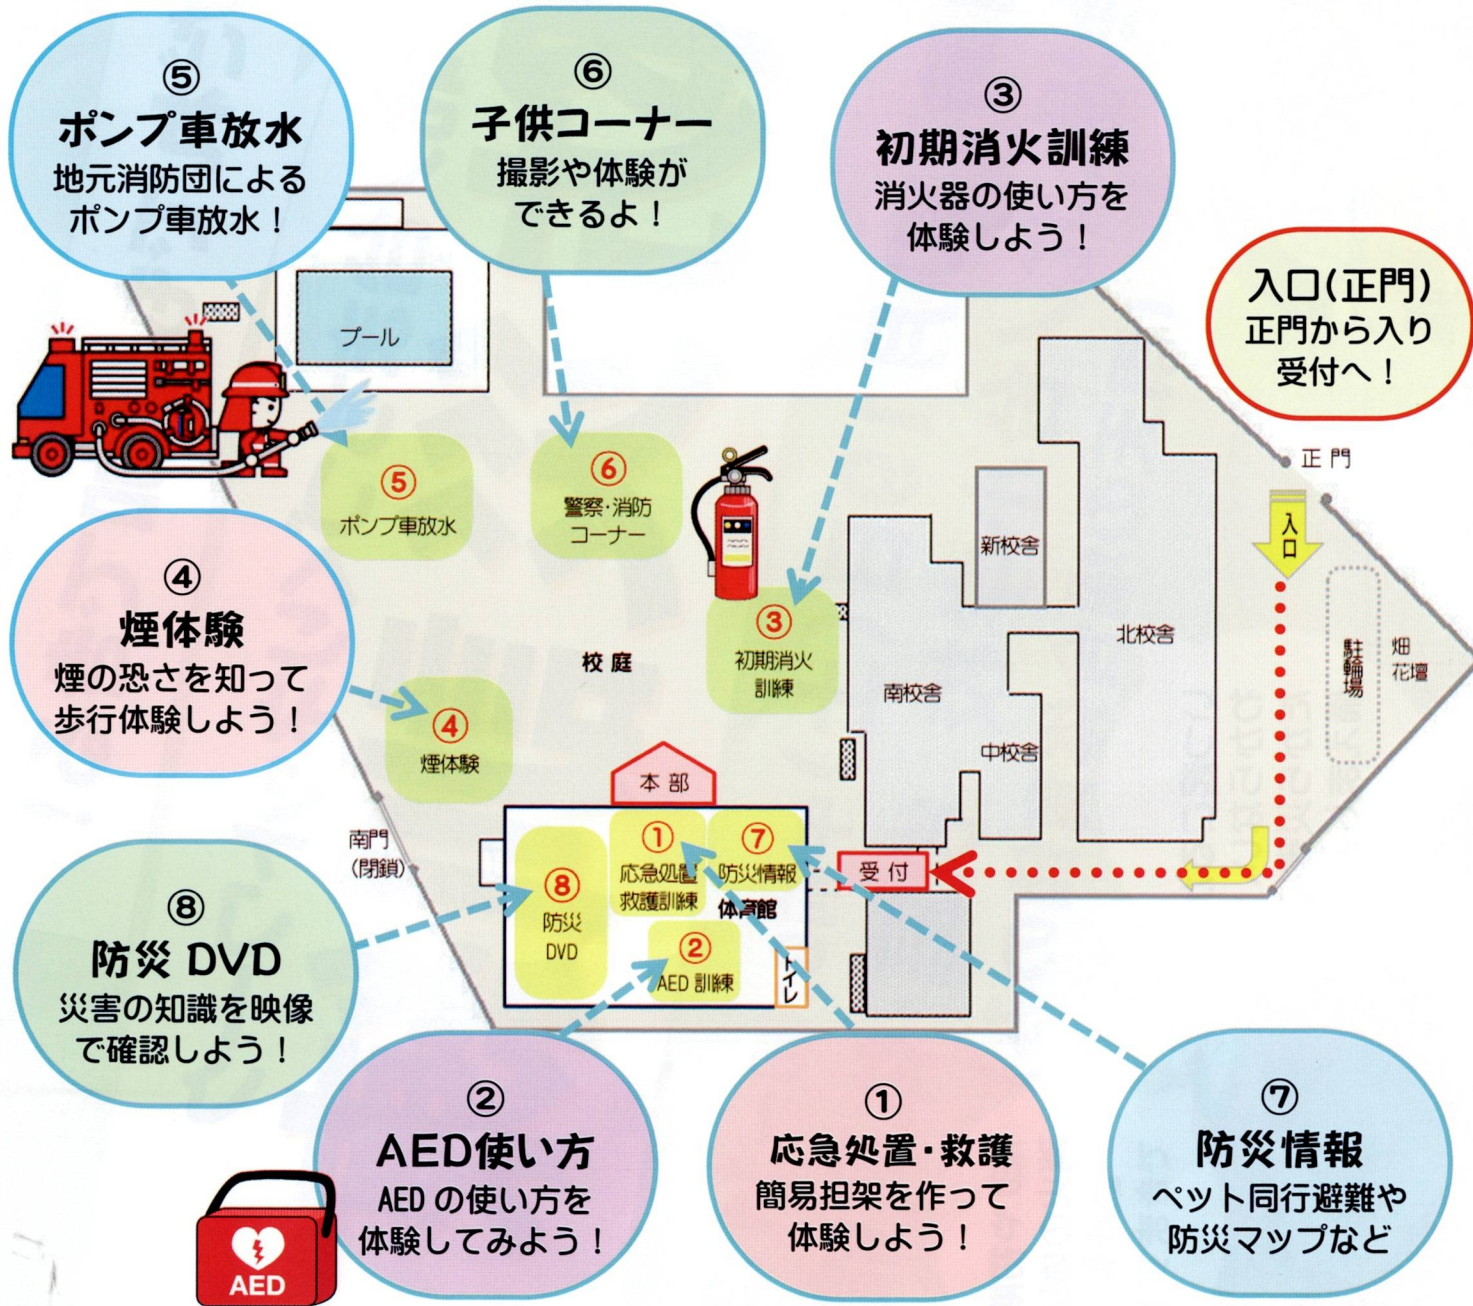 ⑤
ポンプ車放水
地元消防団による
ポンプ車放水！
⑥
子供コーナー
撮影や体験が
できるよ！
③
初期消火訓練
消火器の使い方を
体験しよう！
入口(正門)
正門から入り
受付へ！
プール
正門
入口
⑤
ポンプ車放水
⑥
警察・消防
コーナー
③
初期消火
訓練
新校舎
北校舎
南校舎
中校舎
駐輪場
畑
花壇
校庭
④
煙体験
煙の恐さを知って
歩行体験しよう！
④
煙体験
本部
南門
(閉鎖)
①
応急処置
救護訓練
⑦
防災情報
体育館
⑧
防災
DVD
②
AED 訓練
トイレ
受付
⑧
防災 DVD
災害の知識を映像
で確認しよう！
②
AED使い方
AED の使い方を
体験してみよう！
AED
①
応急処置・救護
簡易担架を作って
体験しよう！
⑦
防災情報
ペット同行避難や
防災マップなど